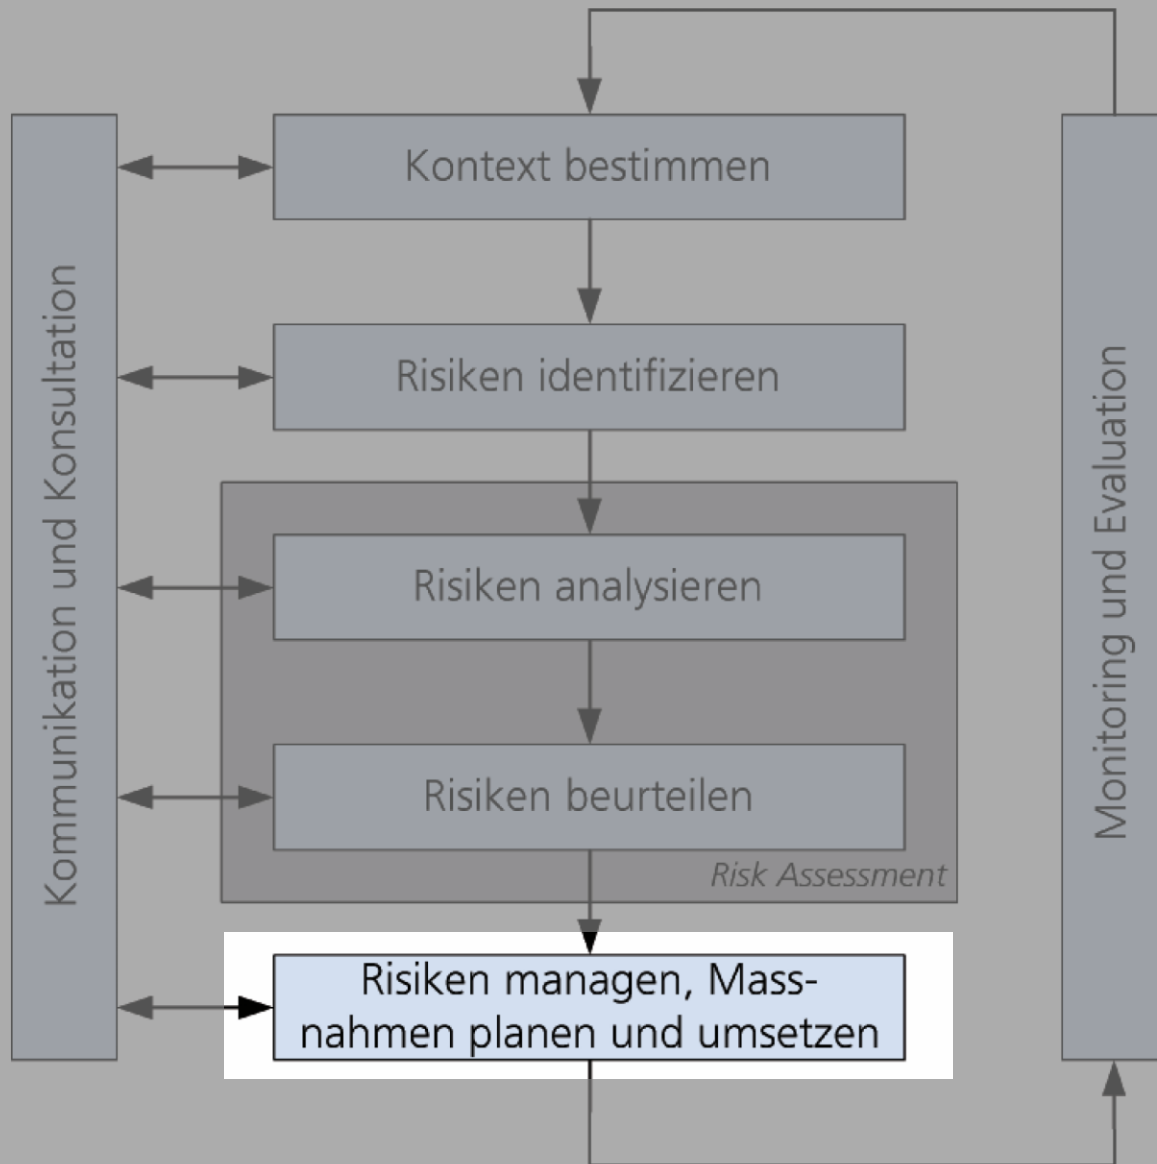 Kontext bestimmen
Risiken identifizieren
Risiken analysieren
Risiken beurteilen
Risk Assessment
Risiken managen, Mass-
nahmen planen und umsetzen
Kommunikation und Konsultation
Monitoring und Evaluation